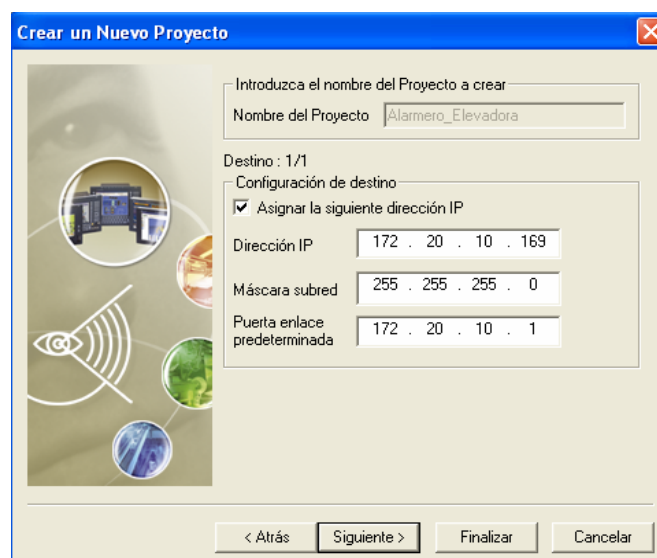 Crear un Nuevo Proyecto
Introduzca el nombre del Proyecto a crear
Nombre del Proyecto Alarmero_Elevadora
Destino : 1/1
Configuración de destino
Asignar la siguiente dirección IP
Dirección IP 172 . 20 . 10 . 169
Máscara subred 255 . 255 . 255 . 0
Puerta enlace
predeterminada 172 . 20 . 10 . 1
< Atrás Siguiente > Finalizar Cancelar